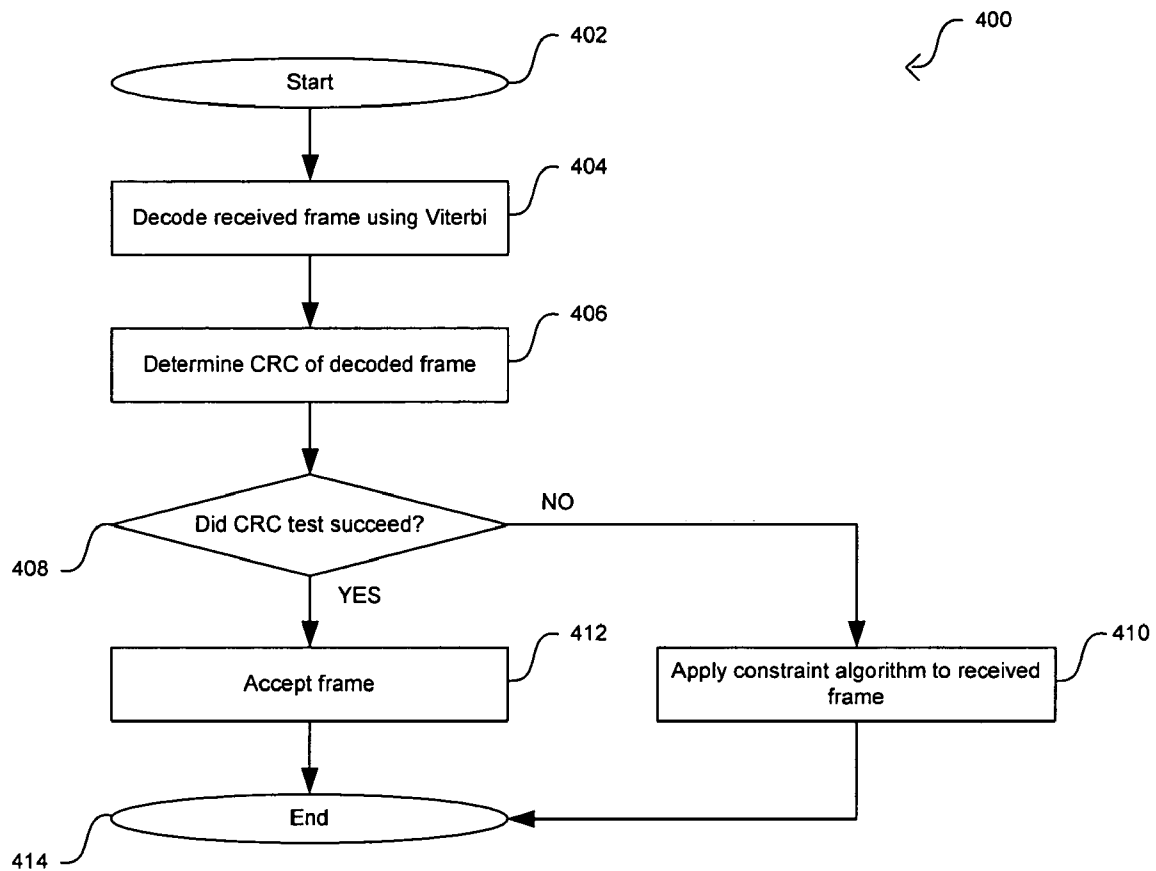 402
400
Start
404
Decode received frame using Viterbi
406
Determine CRC of decoded frame
Did CRC test succeed?
NO
408
YES
412
410
Accept frame
Apply constraint algorithm to received
frame
End
414